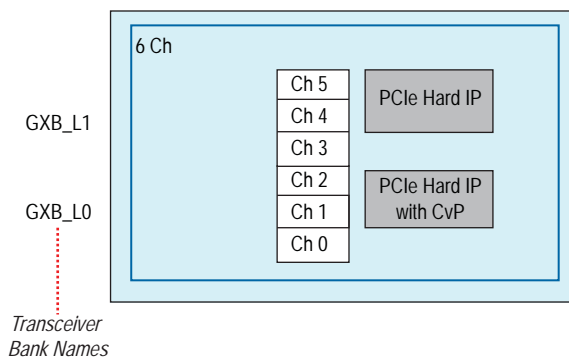 6 Ch
Ch 5
Ch 4
Ch 3
Ch 2
Ch 1
Ch 0
PCIe Hard IP
PCIe Hard IP
with CvP
GXB_L1
GXB_L0
Transceiver
Bank Names